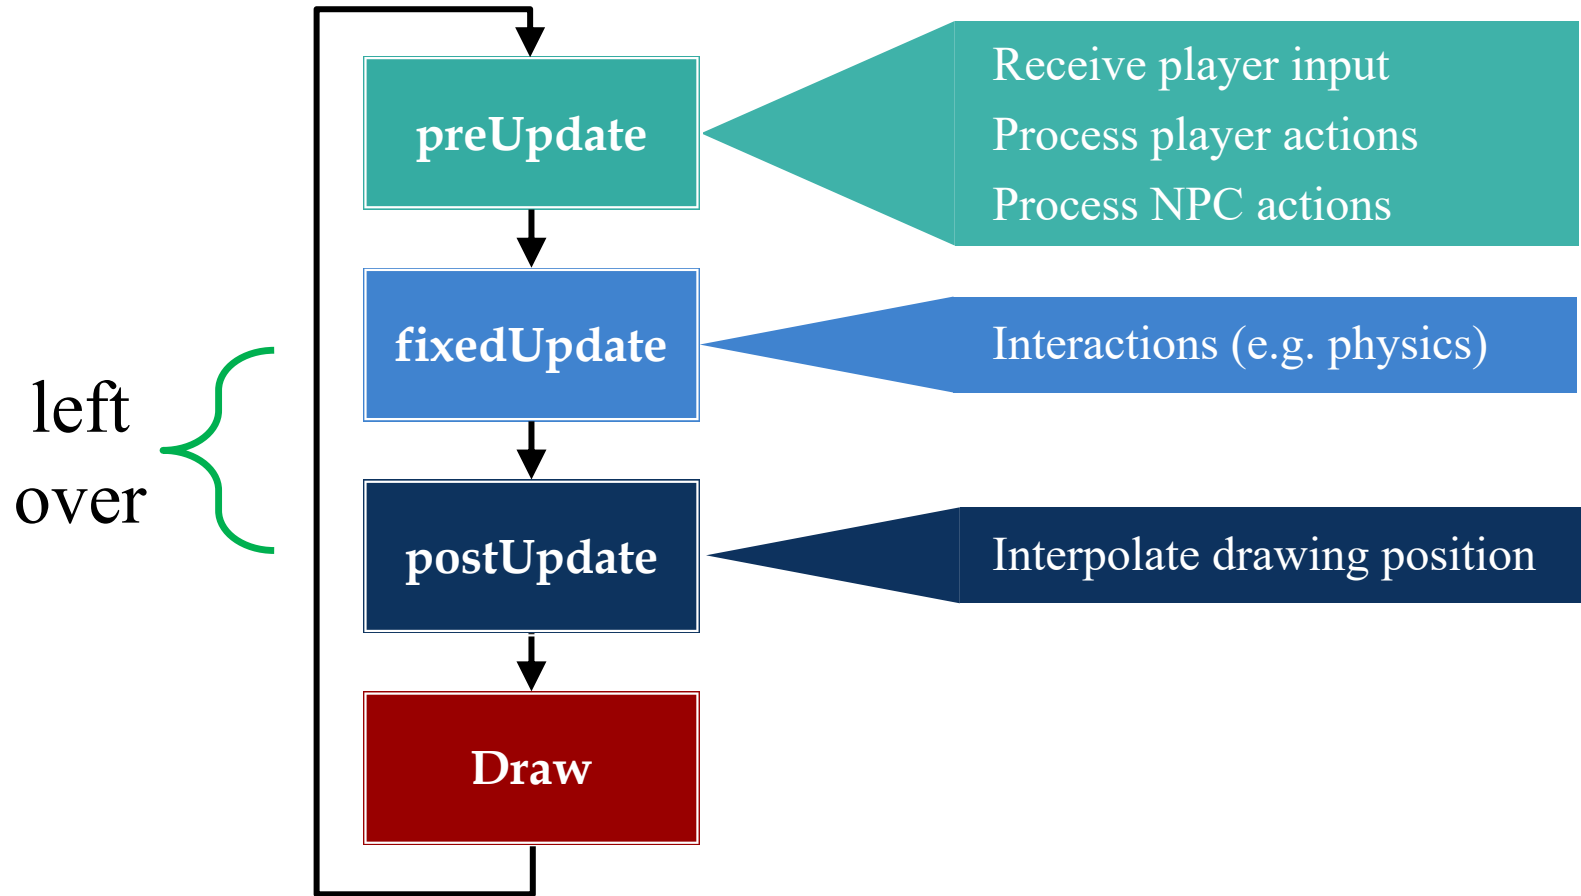 preUpdate
Receive player input
Process player actions
Process NPC actions
fixedUpdate
Interactions (e.g. physics)
left
over
postUpdate
Interpolate drawing position
Draw